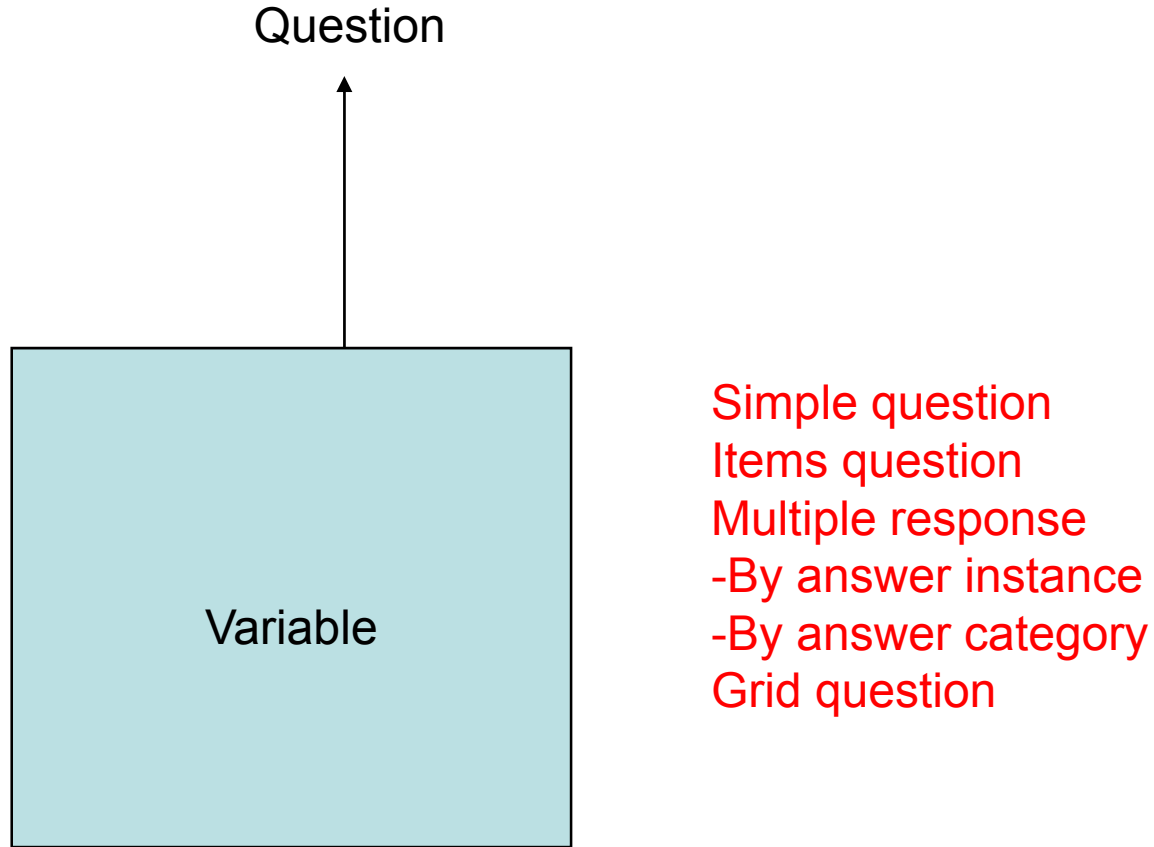 Question
Variable
Simple question
Items question
Multiple response
-By answer instance
-By answer category
Grid question